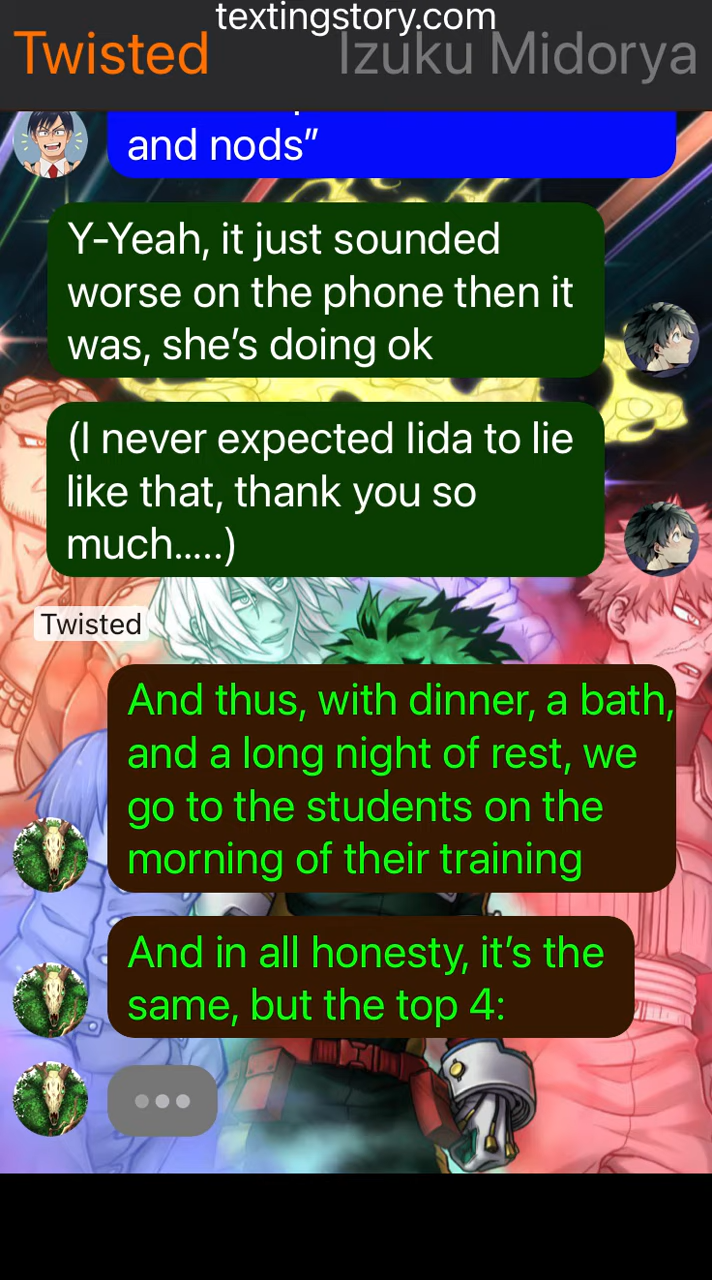 textingstory.com
Twisted
Izuku Midorya
and nods”
Y-Yeah, it just sounded
worse on the phone then it
was, she’s doing ok
(I never expected Iida to lie
like that, thank you so
much.....)
Twisted
And thus, with dinner, a bath,
and a long night of rest, we
go to the students on the
morning of their training
And in all honesty, it’s the
same, but the top 4: